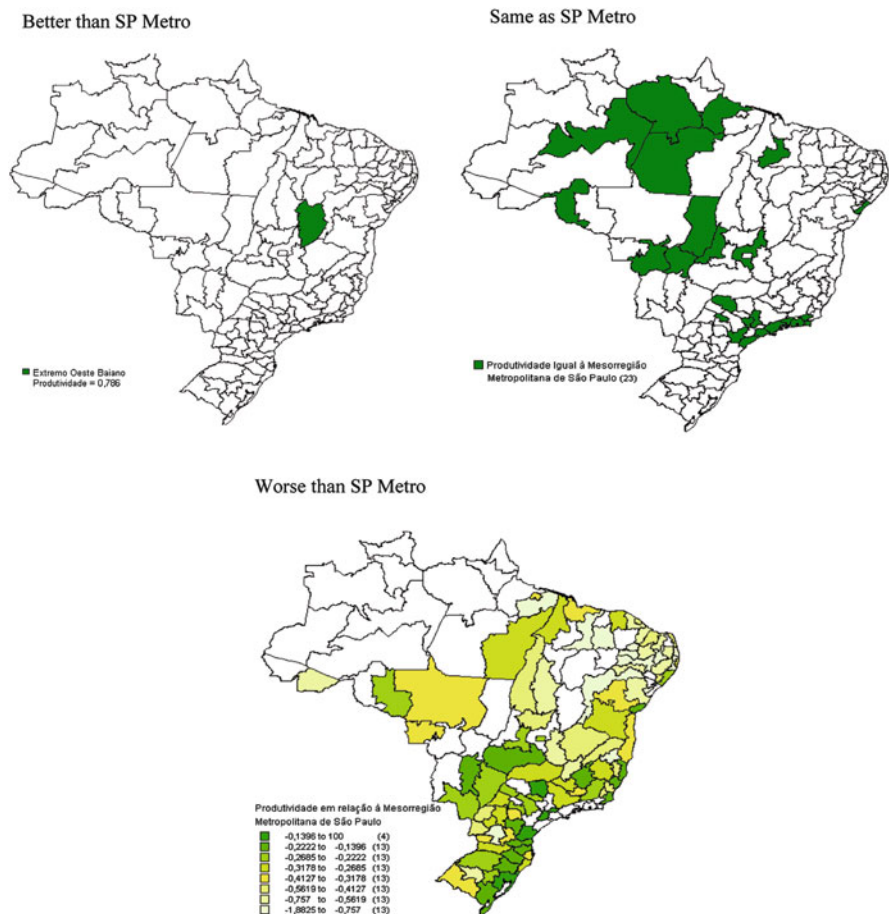 Better than SP Metro
Same as SP Metro
Extremo Oeste Baiano
Produtividade = 0,786
Produtividade Igual á Mesorregião
Metropolitana de São Paulo (23)
Worse than SP Metro
Produtividade em relação á Mesorregião
Metropolitana de São Paulo
-0,1396 to 100 (4)
-0,2222 to -0,1396 (13)
-0,2685 to -0,2222 (13)
-0,3178 to -0,2685 (13)
-0,4127 to -0,3178 (13)
-0,5619 to -0,4127 (13)
-0,757 to -0,5619 (13)
-1,8825 to -0,757 (13)